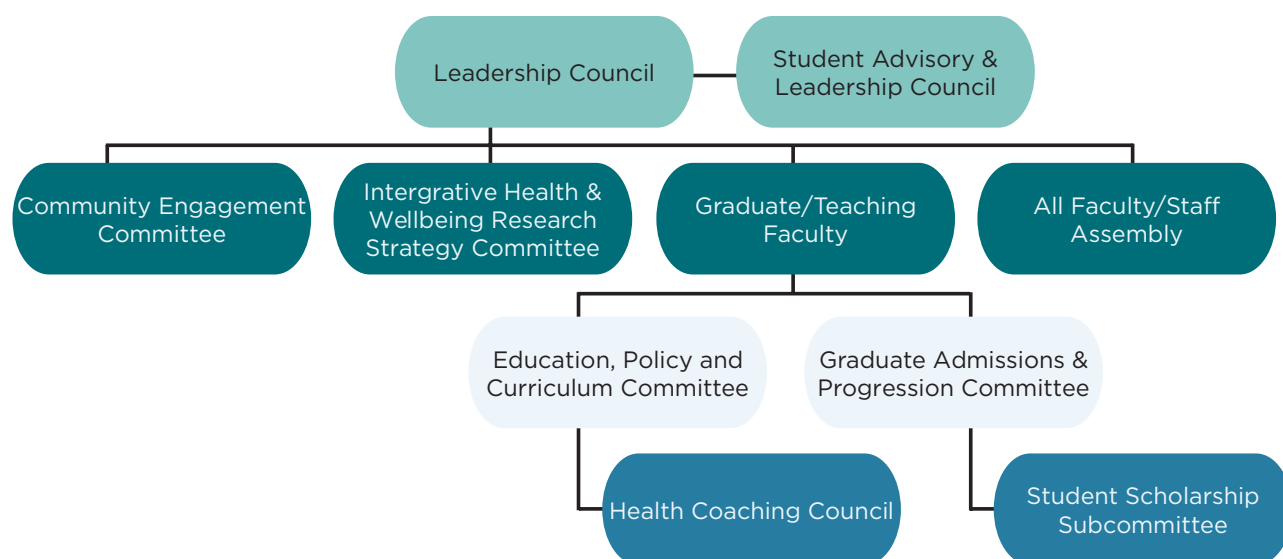 Leadership Council
Student Advisory &
Leadership Council
Community Engagement
Committee
Intergrative Health &
Wellbeing Research
Strategy Committee
Graduate/Teaching
Faculty
All Faculty/Staff
Assembly
Education, Policy and
Curriculum Committee
Graduate Admissions &
Progression Committee
Health Coaching Council
Student Scholarship
Subcommittee